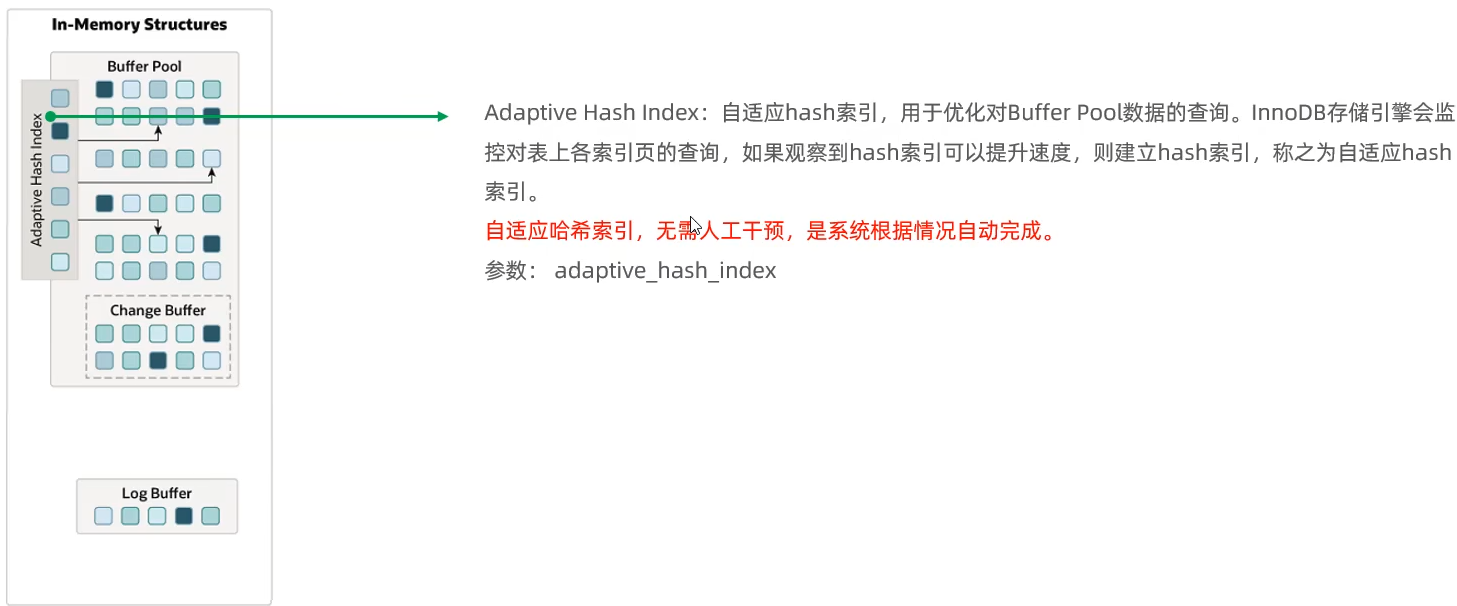 In-Memory Structures
Buffer Pool
Adaptive Hash Index
Change Buffer
Log Buffer
Adaptive Hash Index：自适应hash索引，用于优化对Buffer Pool数据的查询。InnoDB存储引擎会监
控对表上各索引页的查询，如果观察到hash索引可以提升速度，则建立hash索引，称之为自适应hash
索引。
自适应哈希索引，无需人工干预，是系统根据情况自动完成。
参数： adaptive_hash_index